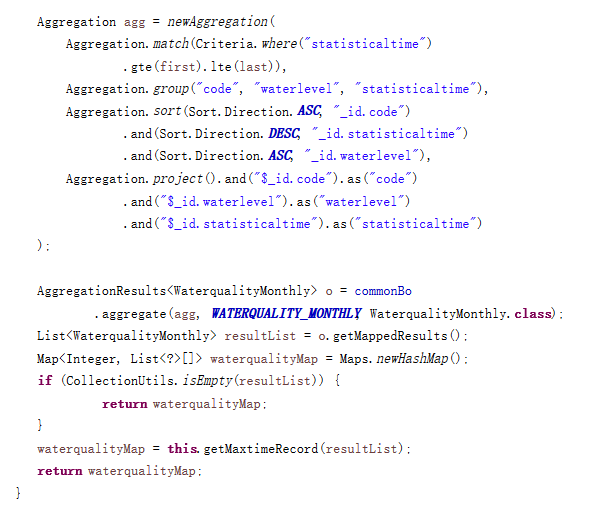 Aggregation agg = newAggregation(
Aggregation.match(Criteria.where("statisticaltime")
.gte(first).lte(last)),
Aggregation.group("code", "waterlevel", "statisticaltime"),
Aggregation.sort(Sort.Direction.ASC, "_id.code")
.and(Sort.Direction.DESC, "_id.statisticaltime")
.and(Sort.Direction.ASC, "_id.waterlevel"),
Aggregation.project().and("$_id.code").as("code")
.and("$_id.waterlevel").as("waterlevel")
.and("$_id.statisticaltime").as("statisticaltime")
);
AggregationResults<WaterqualityMonthly> o = commonBo
.aggregate(agg, WATERQUALITY_MONTHLY, WaterqualityMonthly.class);
List<WaterqualityMonthly> resultList = o.getMappedResults();
Map<Integer, List<?>[]> waterqualityMap = Maps.newHashMap();
if (CollectionUtils.isEmpty(resultList)) {
return waterqualityMap;
}
waterqualityMap = this.getMaxtimeRecord(resultList);
return waterqualityMap;
}